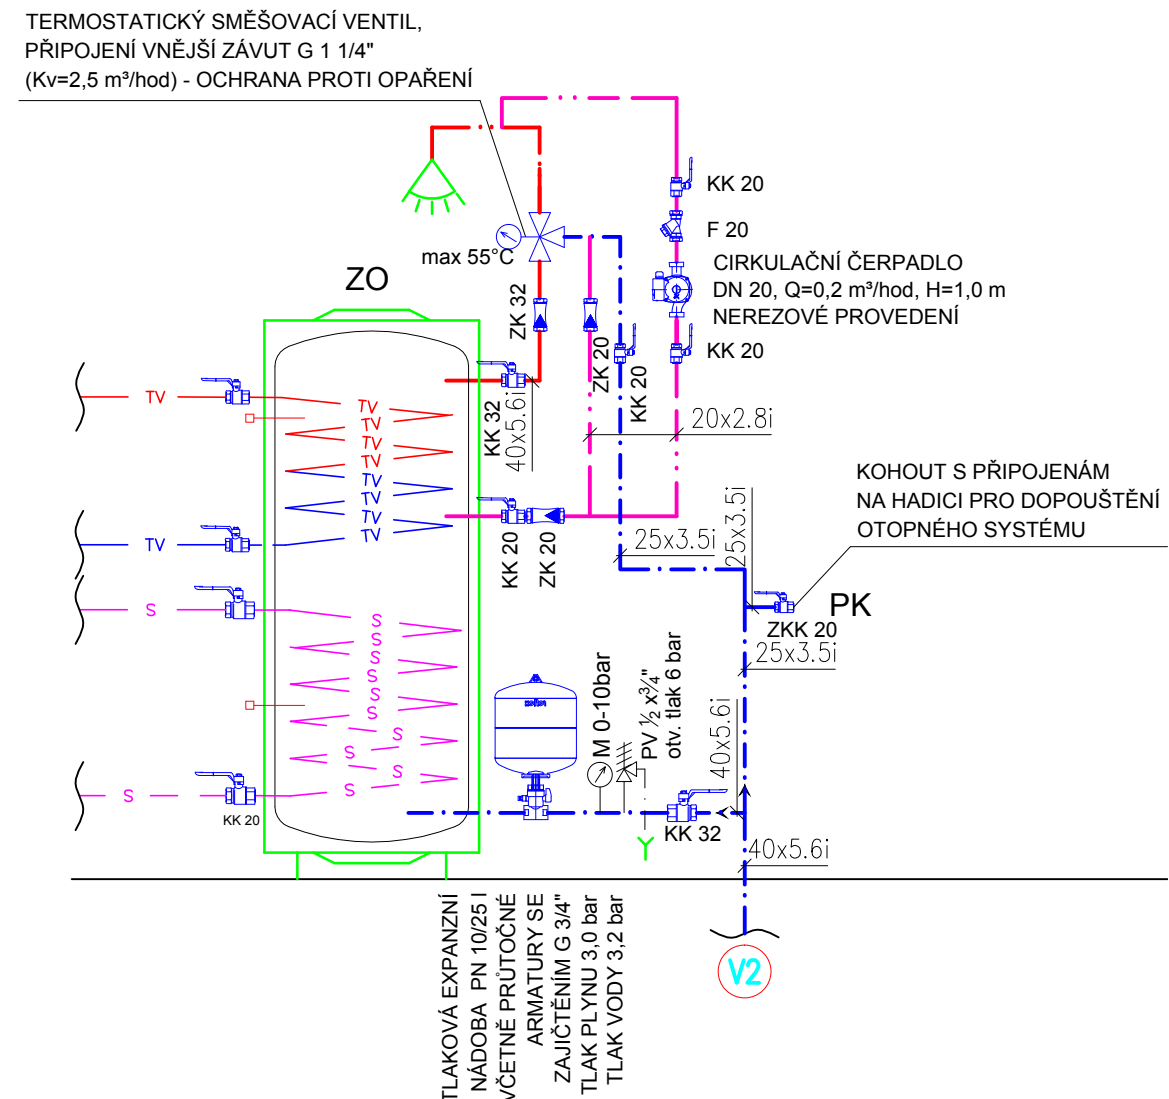 TERMOSTATICKÝ SMĚŠOVACÍ VENTIL,
PŘIPOJENÍ VNĚJŠÍ ZÁVUT G 1 1/4"
(Kv=2,5 m³/hod) - OCHRANA PROTI OPAŘENÍ
KK 20
F 20
max 55°C
CIRKULAČNÍ ČERPADLO
DN 20, Q=0,2 m³/hod, H=1,0 m
NEREZOVÉ PROVEDENÍ
ZO
ZK 32
ZK 20
KK 20
KK 20
KK 32
40x5.6i
20x2.8i
TV
TV
TV
TV
TV
TV
TV
TV
TV
KOHOUT S PŘIPOJENÁM
NA HADICI PRO DOPOUŠTĚNÍ
OTOPNÉHO SYSTÉMU
KK 20
ZK 20
25x3.5i
25x3.5i
PK
ZKK 20
25x3.5i
S
S
S
S
S
S
S
S
S
S
S
S
KK 20
M 0-10bar
PV ½ x¾"
otv. tlak 6 bar
40x5.6i
KK 32
40x5.6i
TLAKOVÁ EXPANZNÍ
NÁDOBA PN 10/25 l
VČETNĚ PRŮTOČNÉ
ARMATURY SE
ZAJIČTĚNÍM G 3/4"
TLAK PLYNU 3,0 bar
TLAK VODY 3,2 bar
V2